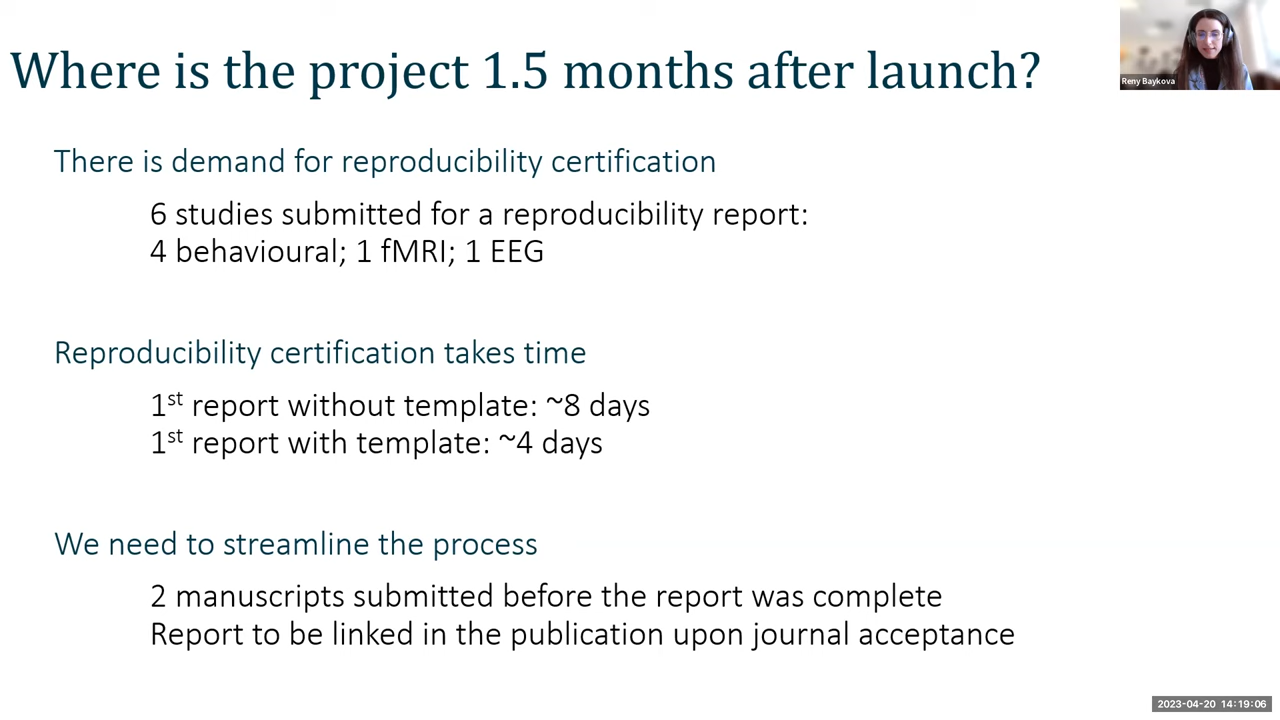 Where is the project 1.5 months after launch?
Reny Baykova
There is demand for reproducibility certification
6 studies submitted for a reproducibility report:
4 behavioural; 1 fMRI; 1 EEG
Reproducibility certification takes time
1st report without template: ~8 days
1st report with template: ~4 days
We need to streamline the process
2 manuscripts submitted before the report was complete
Report to be linked in the publication upon journal acceptance
2023-04-20 14:19:06